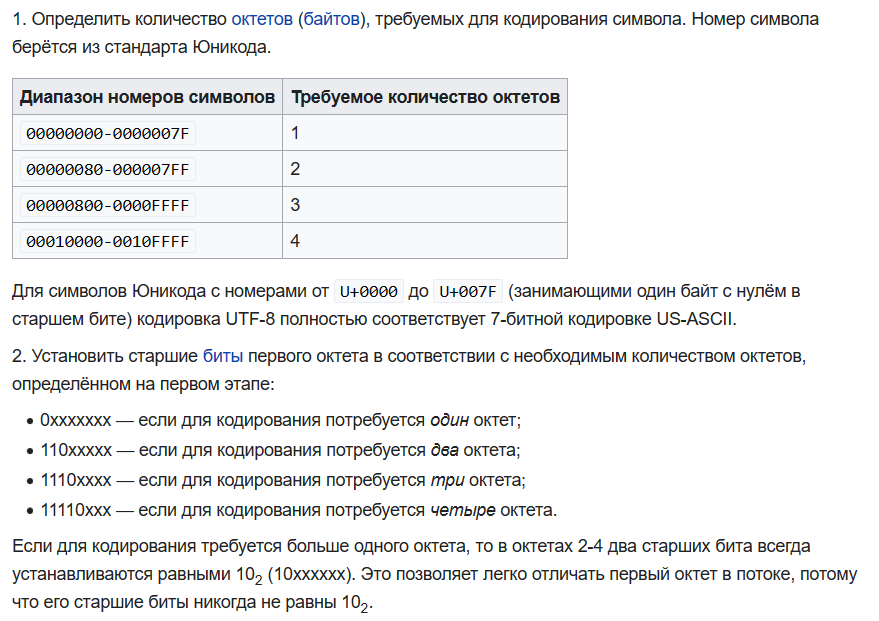 1. Определить количество октетов (байтов), требуемых для кодирования символа. Номер символа
берётся из стандарта Юникода.
Диапазон номеров символов Требуемое количество октетов
00000000-0000007F 1
00000080-000007FF 2
00000800-0000FFFF 3
00010000-0010FFFF 4
Для символов Юникода с номерами от U+0000 до U+007F (занимающими один байт c нулём в
старшем бите) кодировка UTF-8 полностью соответствует 7-битной кодировке US-ASCII.
2. Установить старшие биты первого октета в соответствии с необходимым количеством октетов,
определённом на первом этапе:
• 0xxxxxxx — если для кодирования потребуется один октет;
• 110xxxxx — если для кодирования потребуется два октета;
• 1110xxxx — если для кодирования потребуется три октета;
• 11110xxx — если для кодирования потребуется четыре октета.
Если для кодирования требуется больше одного октета, то в октетах 2-4 два старших бита всегда
устанавливаются равными 10₂ (10xxxxxx). Это позволяет легко отличать первый октет в потоке, потому
что его старшие биты никогда не равны 10₂.